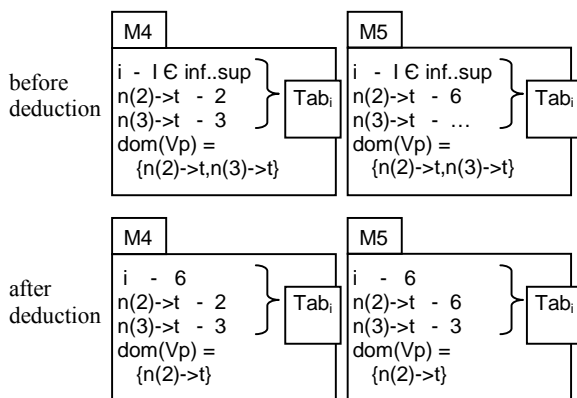 M4
M5
before
deduction
i - I Є inf..sup
n(2)->t - 2
n(3)->t - 3
dom(Vp) =
{n(2)->t,n(3)->t}
Tabi
i - I Є inf..sup
n(2)->t - 6
n(3)->t - …
dom(Vp) =
{n(2)->t,n(3)->t}
Tabi
M4
M5
after
deduction
i - 6
n(2)->t - 2
n(3)->t - 3
dom(Vp) =
{n(2)->t}
Tabi
i - 6
n(2)->t - 6
n(3)->t - 3
dom(Vp) =
{n(2)->t}
Tabi